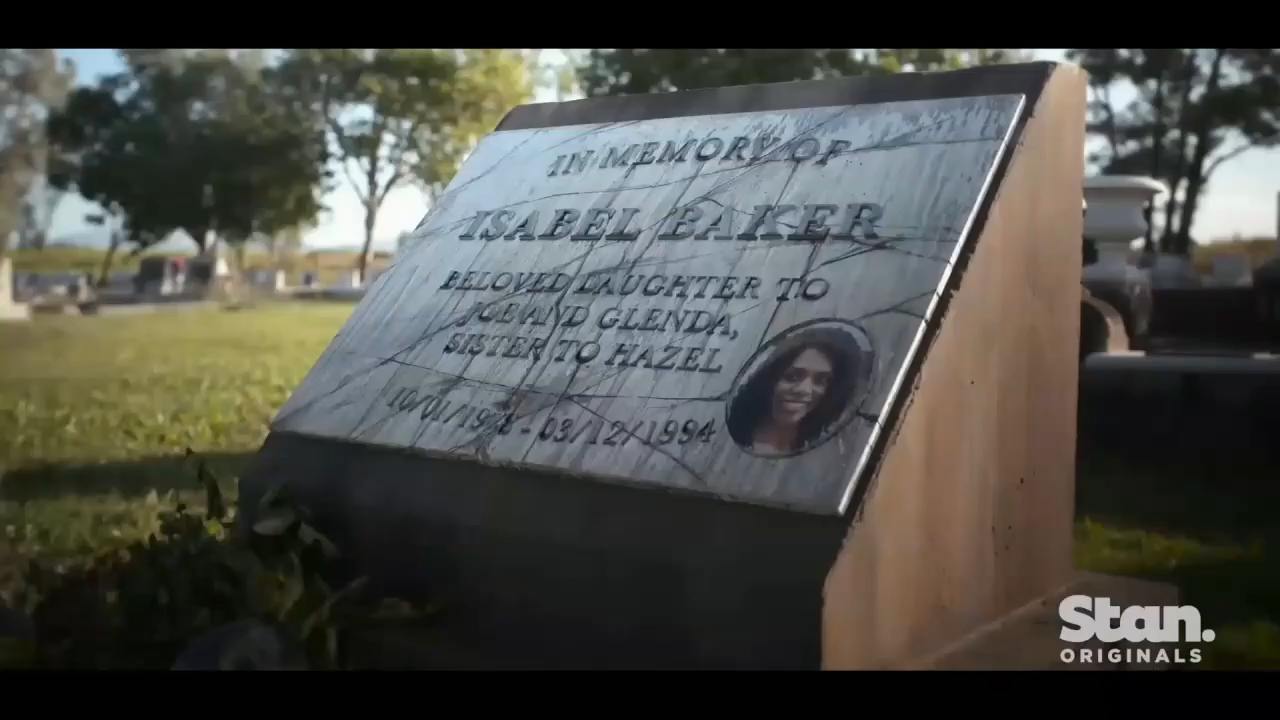 IN MEMORY OF
ISABEL BAKER
BELOVED DAUGHTER TO
JOE AND GLENDA,
SISTER TO HAZEL
- 03/12/1994
Stan.
ORIGINALS